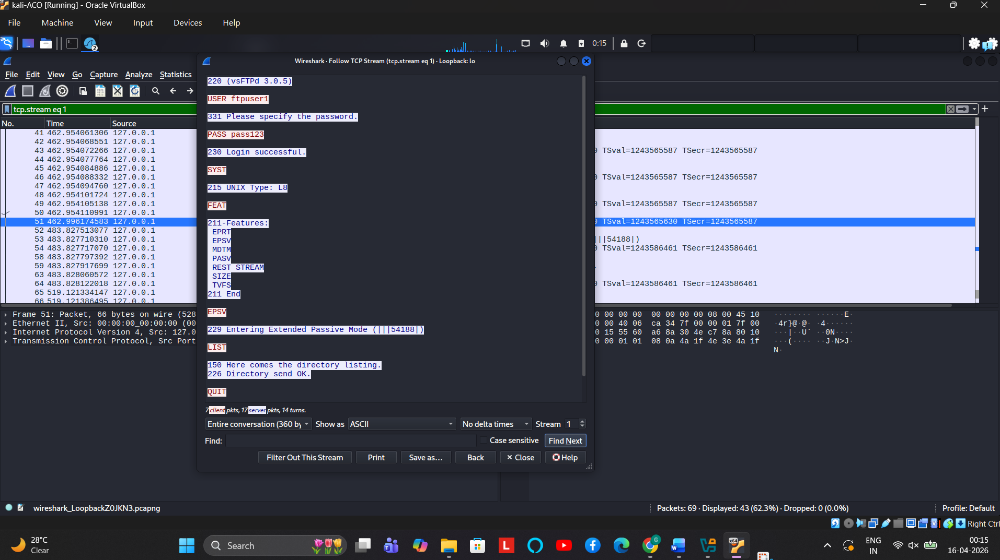 kali-ACO [Running] - Oracle VirtualBox
File Machine View Input Devices Help
2
0:15
Wireshark · Follow TCP Stream (tcp.stream eq 1) · Loopback: lo
File Edit View Go Capture Analyze Statistics
tcp.stream eq 1
No. Time Source
41 462.954061306 127.0.0.1
42 462.954068551 127.0.0.1
43 462.954072266 127.0.0.1
44 462.954077764 127.0.0.1
45 462.954084886 127.0.0.1
46 462.954088332 127.0.0.1
47 462.954094760 127.0.0.1
48 462.954101724 127.0.0.1
49 462.954105138 127.0.0.1
50 462.954110991 127.0.0.1
51 462.996174583 127.0.0.1
52 483.827513077 127.0.0.1
53 483.827710310 127.0.0.1
54 483.827717070 127.0.0.1
58 483.827797392 127.0.0.1
59 483.827917699 127.0.0.1
63 483.828060572 127.0.0.1
64 483.828122018 127.0.0.1
65 519.121334147 127.0.0.1
66 519.121386495 127.0.0.1
220 (vsFTPd 3.0.5)
USER ftpuser1
331 Please specify the password.
PASS pass123
230 Login successful.
SYST
215 UNIX Type: L8
FEAT
211-Features:
EPRT
EPSV
MDTM
PASV
REST STREAM
SIZE
TVFS
211 End
EPSV
229 Entering Extended Passive Mode (|||54188|)
LIST
150 Here comes the directory listing.
226 Directory send OK.
QUIT
7 client pkts, 17 server pkts, 14 turns.
Entire conversation (360 by Show as ASCII No delta times Stream 1
Find: Case sensitive Find Next
Filter Out This Stream Print Save as… Back × Close Help
0 TSval=1243565587 TSecr=1243565587
0 TSval=1243565587 TSecr=1243565587
0 TSval=1243565587 TSecr=1243565587
0 TSval=1243565630 TSecr=1243565587
|||54188|)
0 TSval=1243586461 TSecr=1243586461
0 TSval=1243586461 TSecr=1243586461
Frame 51: Packet, 66 bytes on wire (528
Ethernet II, Src: 00:00:00_00:00:00 (00
Internet Protocol Version 4, Src: 127.0
Transmission Control Protocol, Src Port
0 00 00 00 00 00 00 00 08 00 45 10 ········ ······E·
0 00 40 06 ca 34 7f 00 00 01 7f 00 ·4r}@·@· ·4······
0 15 55 60 a6 8a 30 4e c7 8a 80 10 ···|··U` ··0N····
0 00 01 01 08 0a 4a 1f 4e 3e 4a 1f ···(···· ··J·N>J·
N·
wireshark_LoopbackZ0JKN3.pcapng
Packets: 69 · Displayed: 43 (62.3%) · Dropped: 0 (0.0%)
Profile: Default
Right Ctrl
28°C
Clear
Search
ENG
IN
00:15
16-04-2026